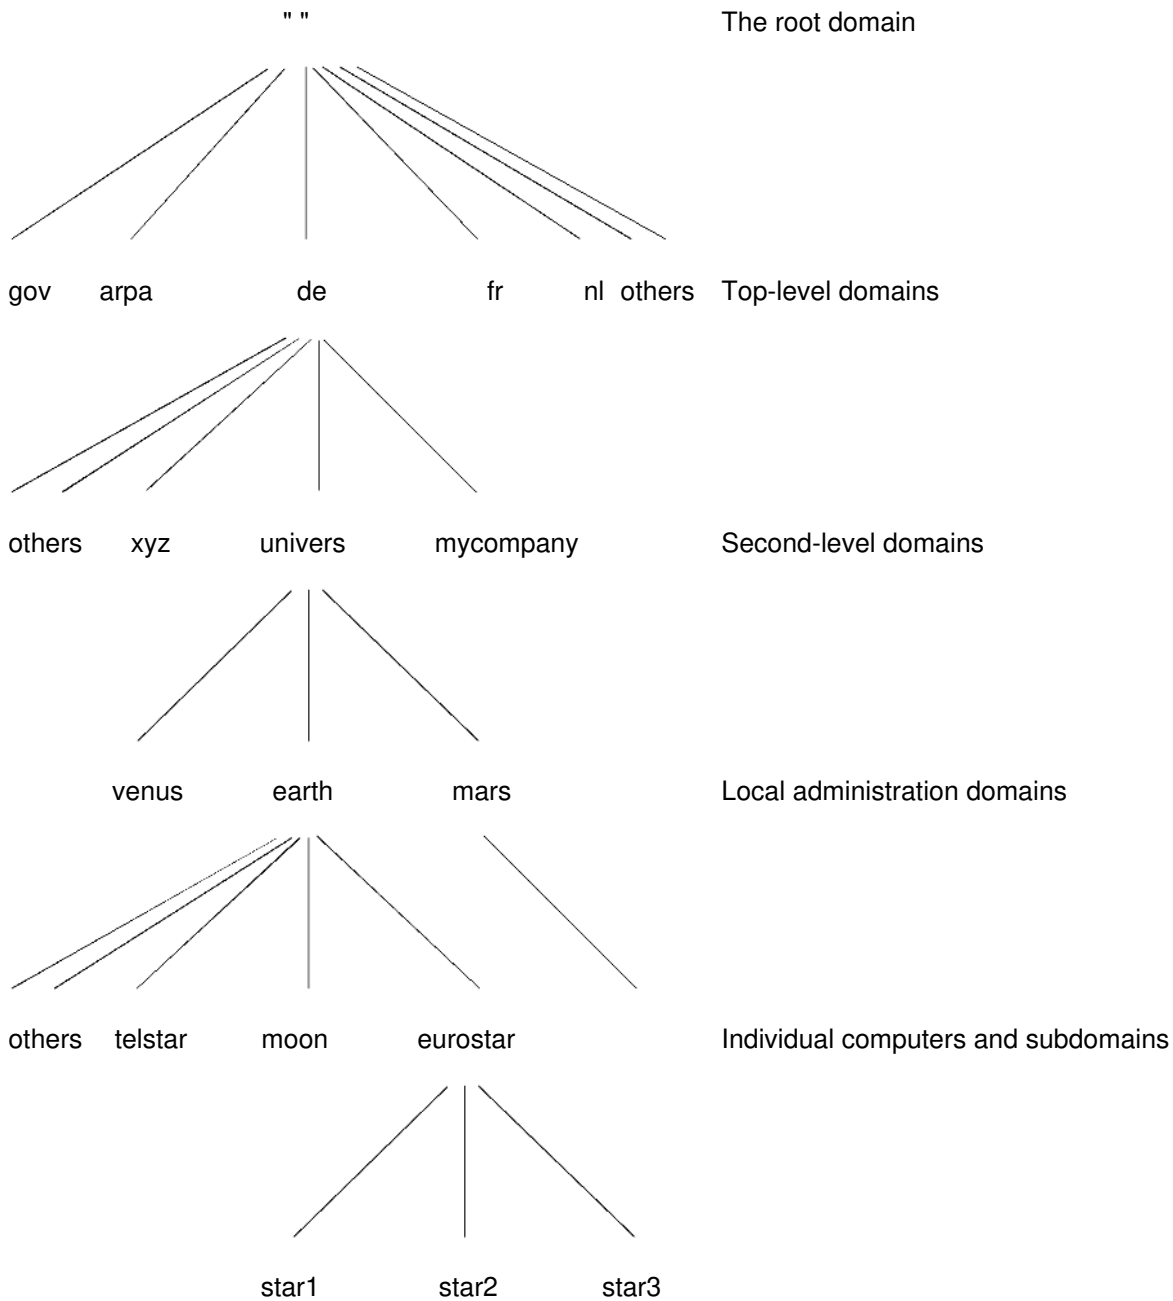 " " The root domain
gov arpa de fr nl others Top-level domains
others xyz univers mycompany Second-level domains
venus earth mars Local administration domains
others telstar moon eurostar Individual computers and subdomains
star1 star2 star3